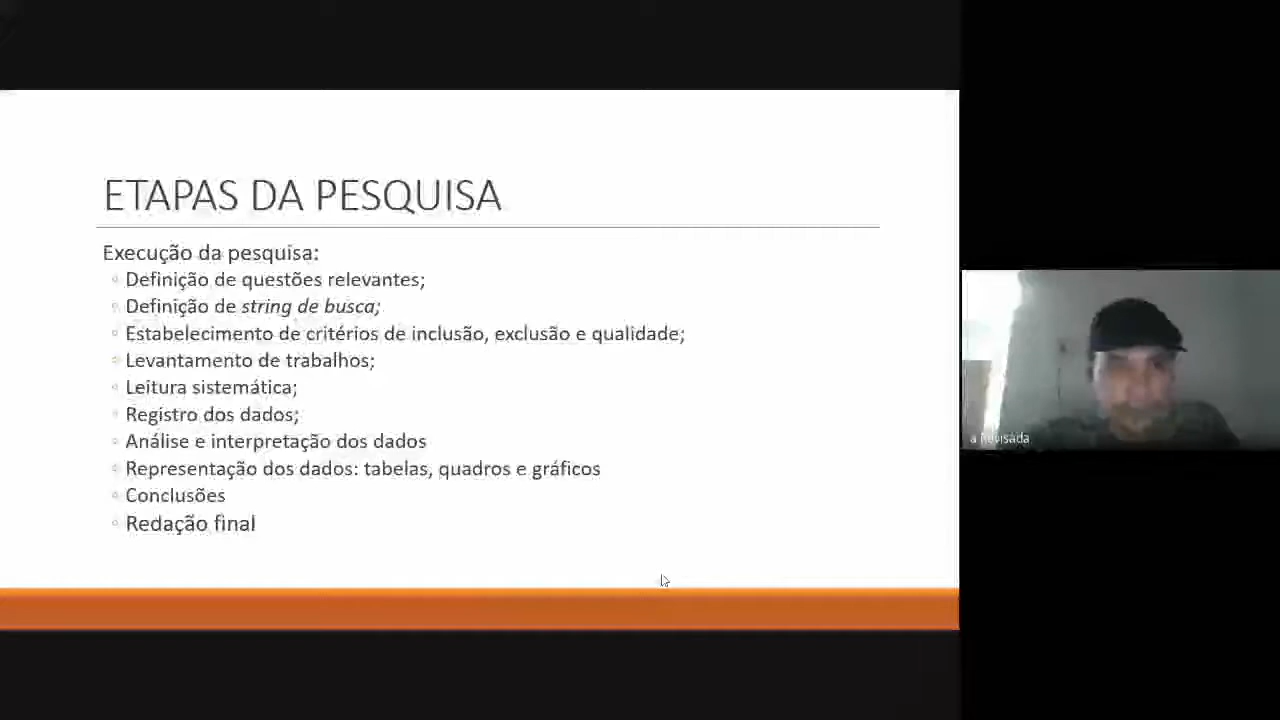 ETAPAS DA PESQUISA
Execução da pesquisa:
◦ Definição de questões relevantes;
◦ Definição de string de busca;
◦ Estabelecimento de critérios de inclusão, exclusão e qualidade;
◦ Levantamento de trabalhos;
◦ Leitura sistemática;
◦ Registro dos dados;
◦ Análise e interpretação dos dados
◦ Representação dos dados: tabelas, quadros e gráficos
◦ Conclusões
◦ Redação final
a Revisada